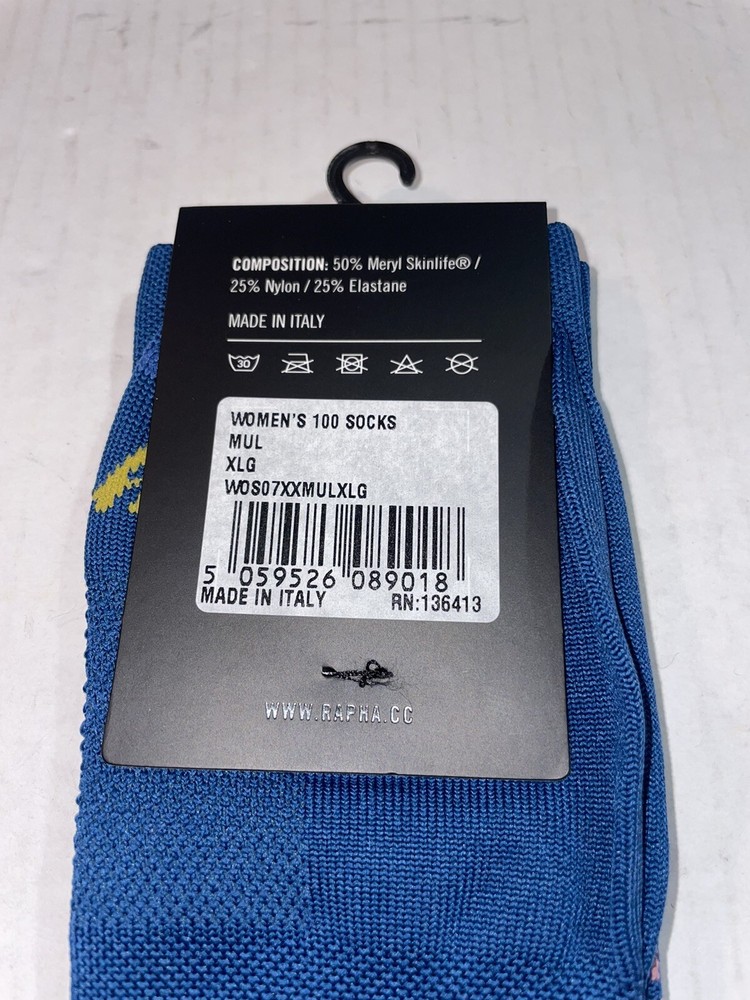 COMPOSITION: 50% Meryl Skinlife® /
25% Nylon / 25% Elastane
MADE IN ITALY
30
WOMEN'S 100 SOCKS
MUL
XLG
WOS07XXMULXLG
5 059526 089018
MADE IN ITALY RN:136413
WWW.RAPHA.CC